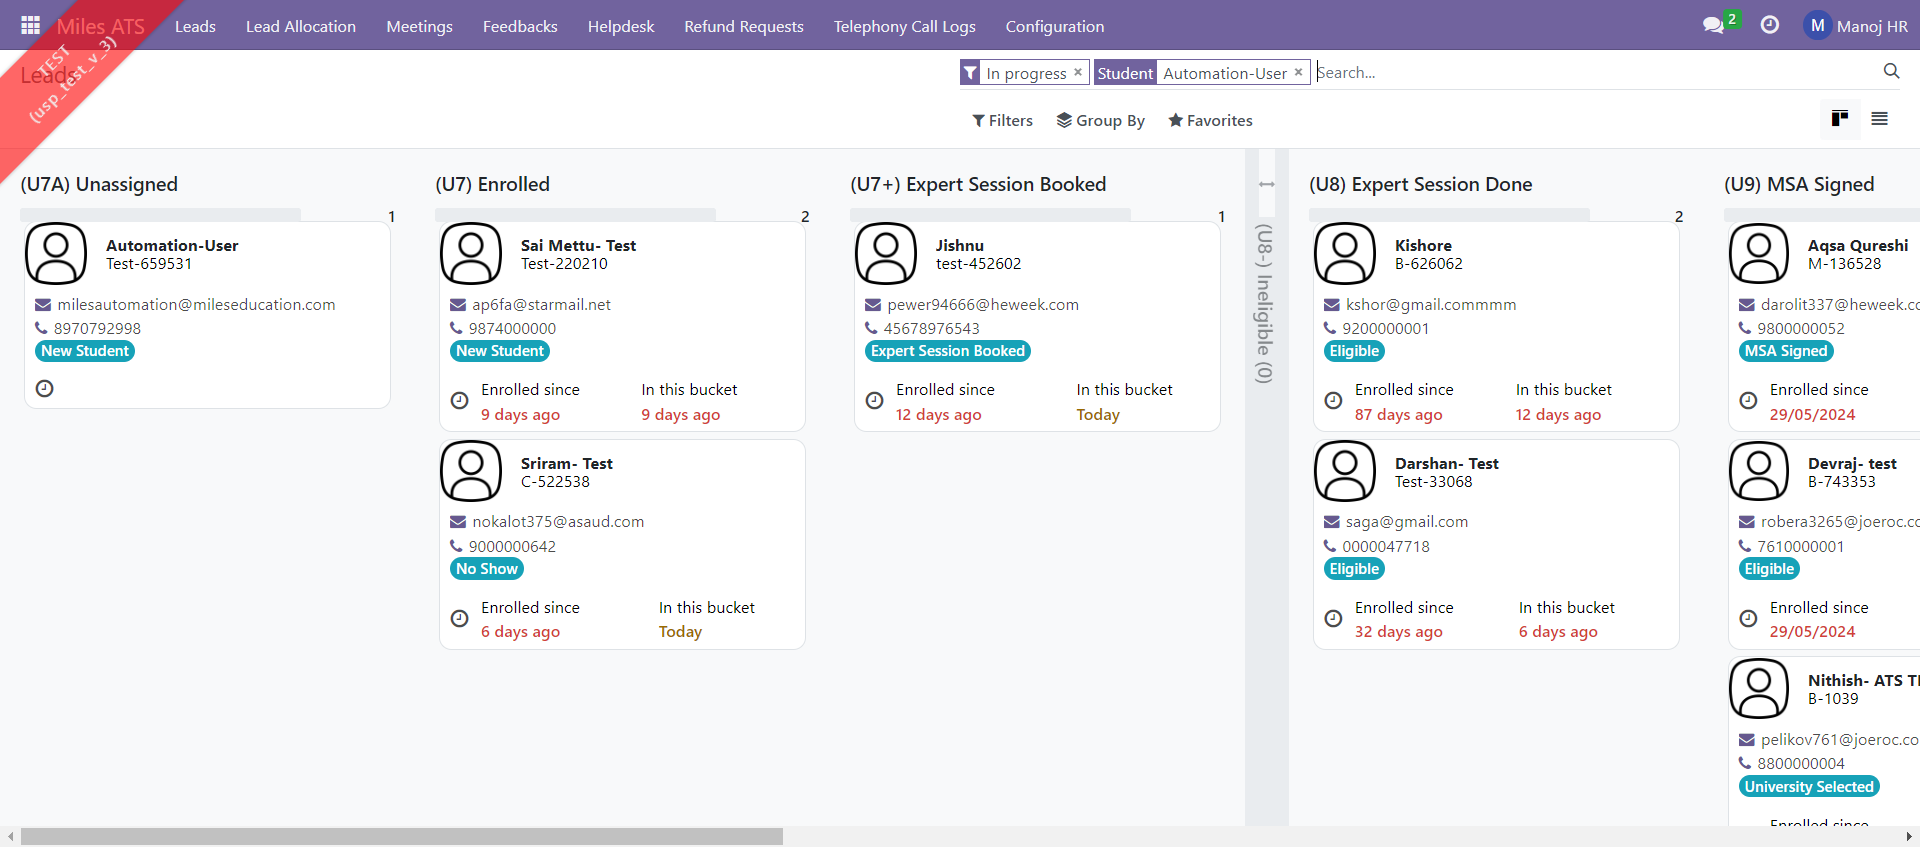 Miles ATS
Leads
Lead Allocation
Meetings
Feedbacks
Helpdesk
Refund Requests
Telephony Call Logs
Configuration
2
M
Manoj HR
TEST
(usp_test_v_3)
Leads
In progress ×
Student
Automation-User ×
Search...
Filters
Group By
Favorites
(U7A) Unassigned
1
Automation-User
Test-659531
milesautomation@mileseducation.com
8970792998
New Student
(U7) Enrolled
2
Sai Mettu- Test
Test-220210
ap6fa@starmail.net
9874000000
New Student
Enrolled since
In this bucket
9 days ago
9 days ago
Sriram- Test
C-522538
nokalot375@asaud.com
9000000642
No Show
Enrolled since
In this bucket
6 days ago
Today
(U7+) Expert Session Booked
1
Jishnu
test-452602
pewer94666@heweek.com
45678976543
Expert Session Booked
Enrolled since
In this bucket
12 days ago
Today
(U8-) Ineligible (0)
(U8) Expert Session Done
2
Kishore
B-626062
kshor@gmail.commmm
9200000001
Eligible
Enrolled since
In this bucket
87 days ago
12 days ago
Darshan- Test
Test-33068
saga@gmail.com
0000047718
Eligible
Enrolled since
In this bucket
32 days ago
6 days ago
(U9) MSA Signed
Aqsa Qureshi
M-136528
darolit337@heweek.co
9800000052
MSA Signed
Enrolled since
29/05/2024
Devraj- test
B-743353
robera3265@joeroc.co
7610000001
Eligible
Enrolled since
29/05/2024
Nithish- ATS T
B-1039
pelikov761@joeroc.co
8800000004
University Selected
Enrolled since